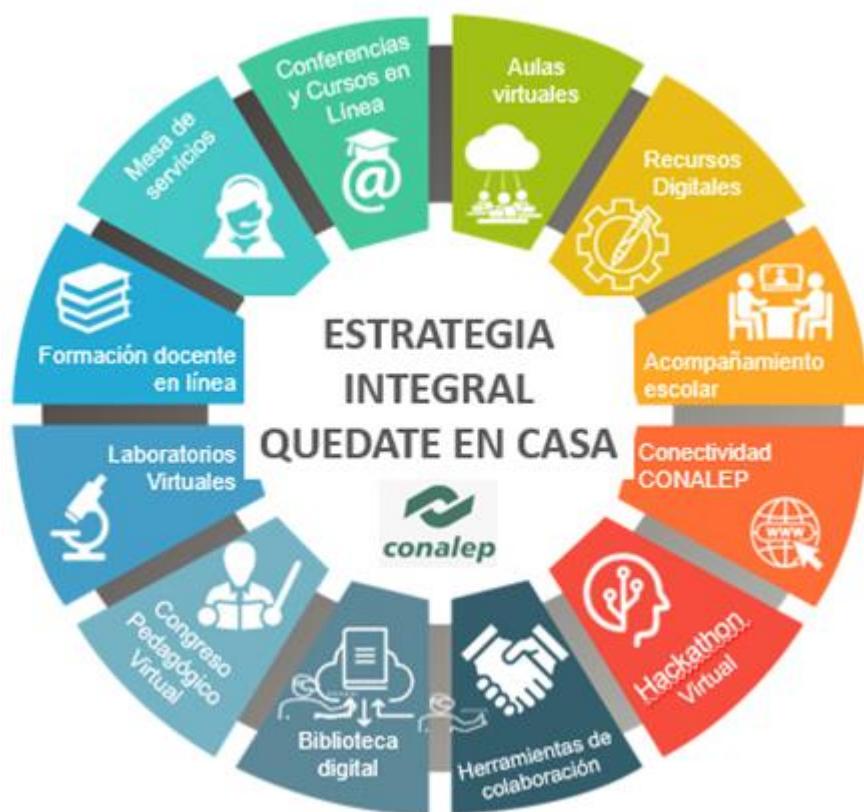 ESTRATEGIA
INTEGRAL
QUEDATE EN CASA
conalep
Aulas
virtuales
Recursos
Digitales
Acompañamiento
escolar
Conectividad
CONALEP
WWW
Hackathon
Virtual
Herramientas de
colaboración
Biblioteca
digital
Congreso
Pedagógico
Virtual
Laboratorios
Virtuales
Formación docente
en línea
Mesa de
servicios
Conferencias
y Cursos en
Línea
@